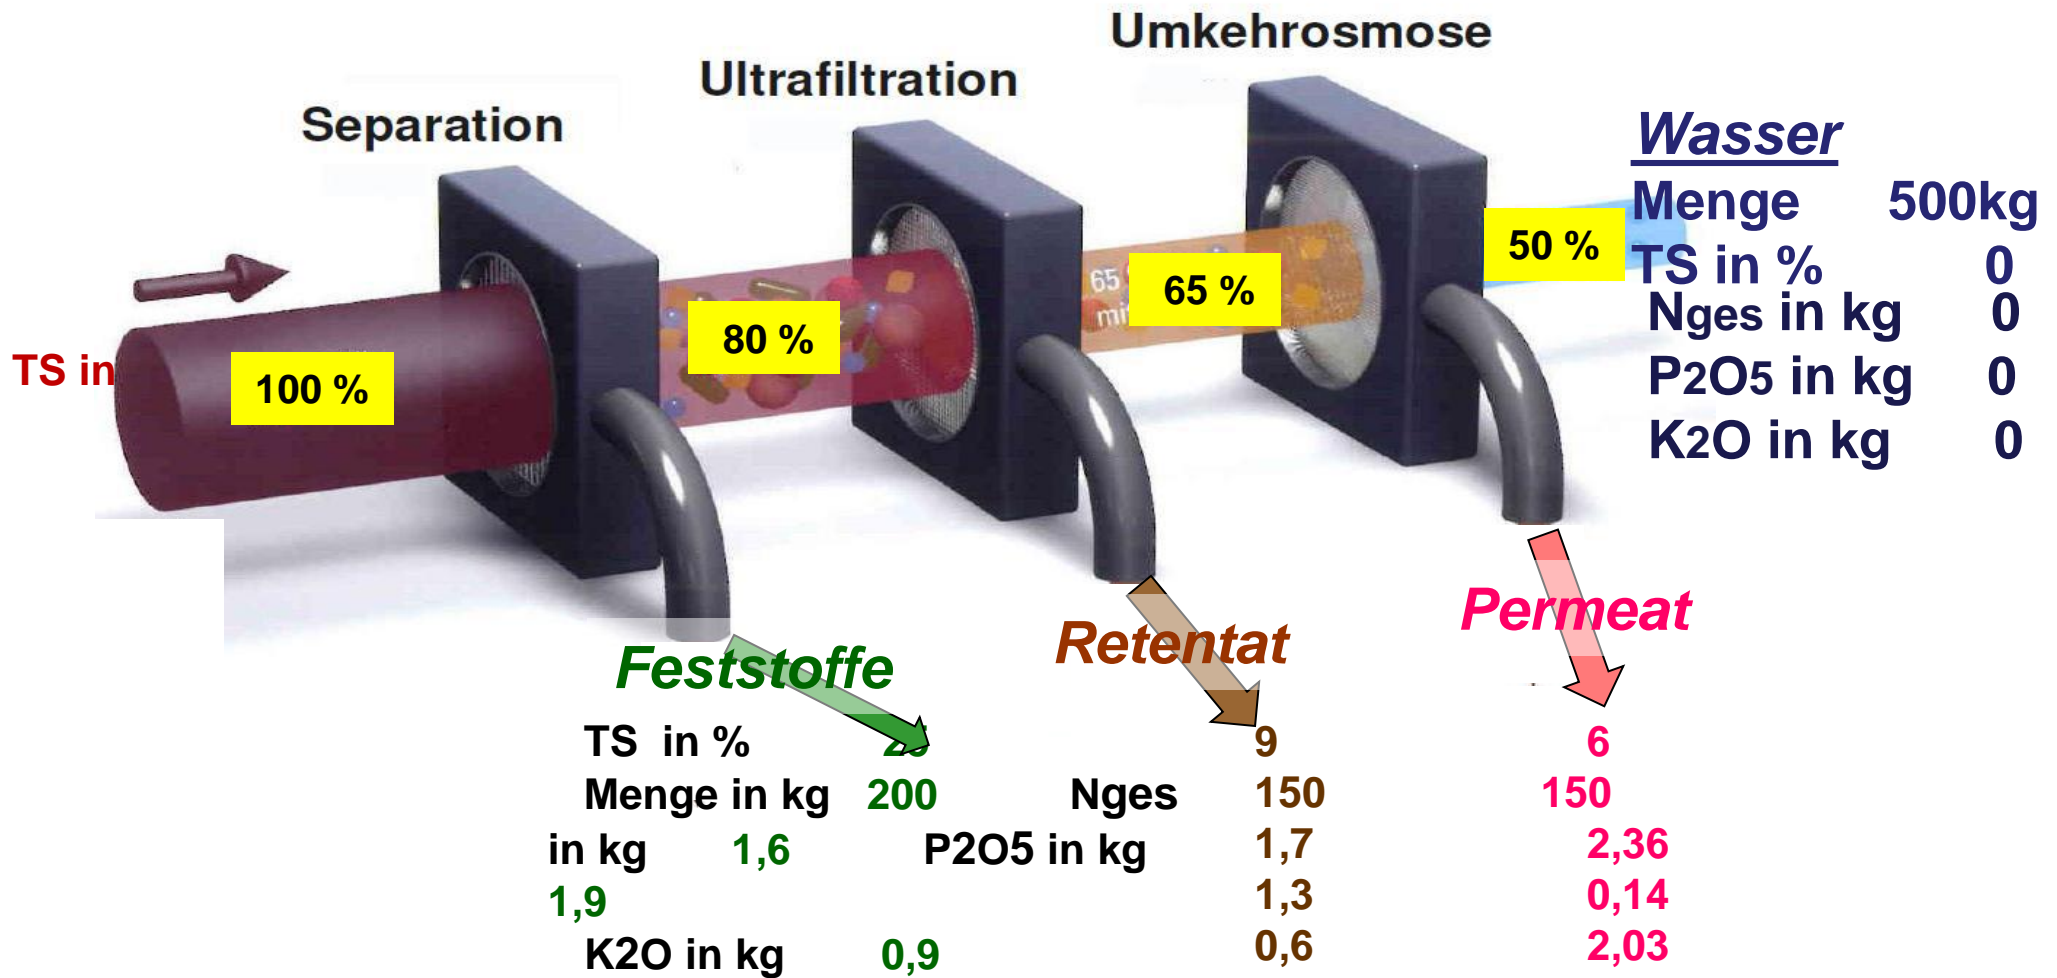 Umkehrosmose
Ultrafiltration
Separation
Wasser
Menge 500kg
TS in % 0
Nges in kg 0
P2O5 in kg 0
K2O in kg 0
50 %
65 %
65
80 %
100 %
TS in
Permeat
Retentat
Feststoffe
TS in % 9 6
Menge in kg 200 Nges 150 150
in kg 1,6 P2O5 in kg 1,7 2,36
1,9 1,3 0,14
K2O in kg 0,9 0,6 2,03